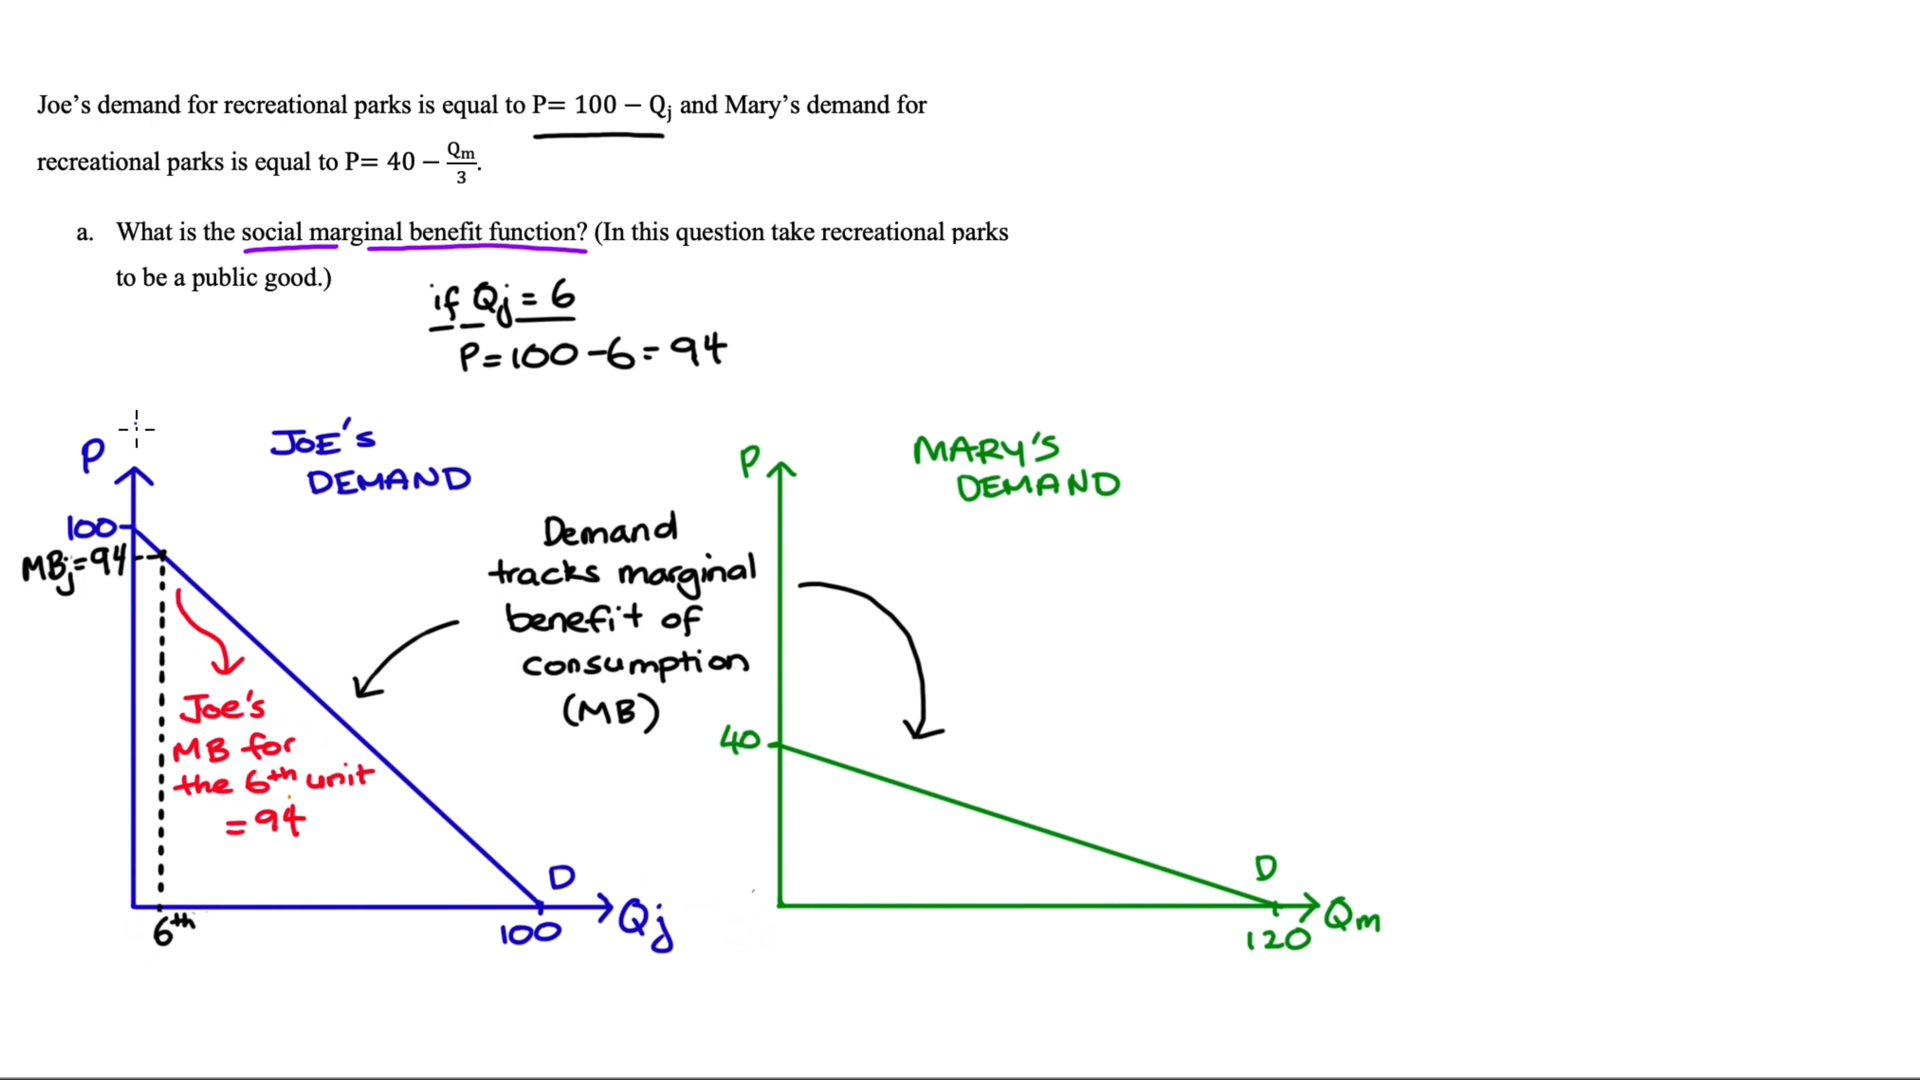 Joe’s demand for recreational parks is equal to P= 100 − Qj and Mary’s demand for
recreational parks is equal to P= 40 − Qm/3.
a. What is the social marginal benefit function? (In this question take recreational parks
to be a public good.)
if Qj = 6
P = 100 - 6 = 94
P
JOE'S
DEMAND
100
MBj = 94
Joe's
MB for
the 6th unit
= 94
6th
D
100
Qj
Demand
tracks marginal
benefit of
consumption
(MB)
P
MARY'S
DEMAND
40
D
120
Qm